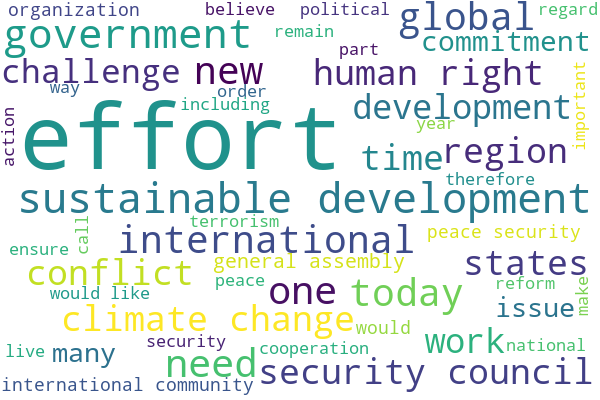 organization believe political global regard
government remain commitment
challenge new part human right important
way order including development
action effort year
time region
therefore
sustainable development
terrorism
call international peace security
ensure general assembly states
conflict peace reform
would like one today issue make
climate change would
security work national
live many need cooperation
international community security council